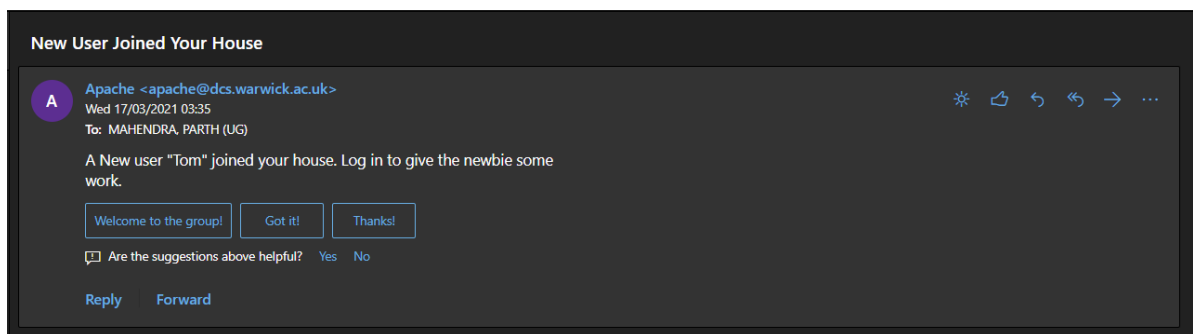 New User Joined Your House
A
Apache <apache@dcs.warwick.ac.uk>
Wed 17/03/2021 03:35
To: MAHENDRA, PARTH (UG)
A New user "Tom" joined your house. Log in to give the newbie some
work.
Welcome to the group! Got it! Thanks!
Are the suggestions above helpful? Yes No
Reply Forward